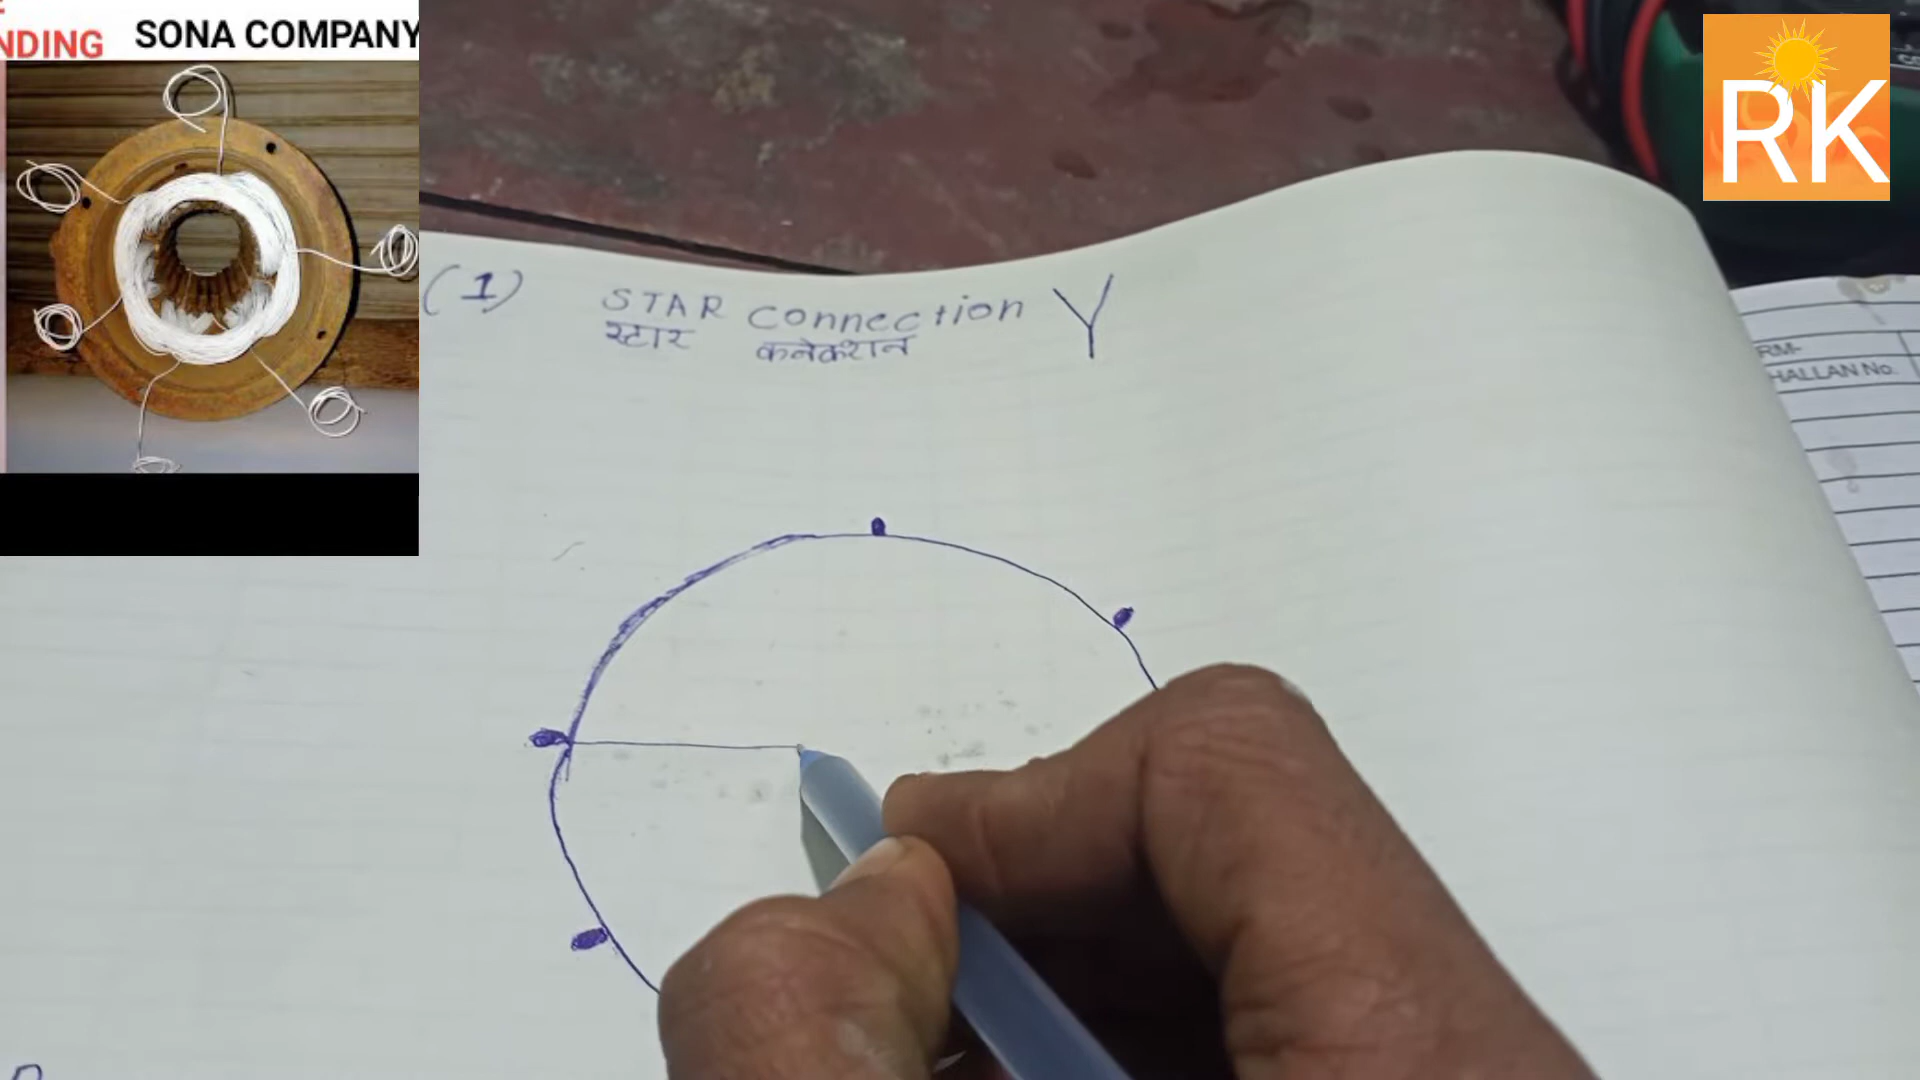 NDING SONA COMPANY
RK
(1) STAR Connection Y
स्टार कनेक्शन
HALLAN No.